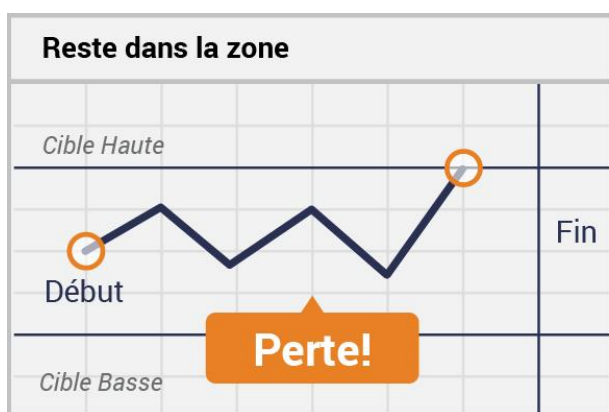 Reste dans la zone
Cible Haute
Fin
Début
Perte!
Cible Basse